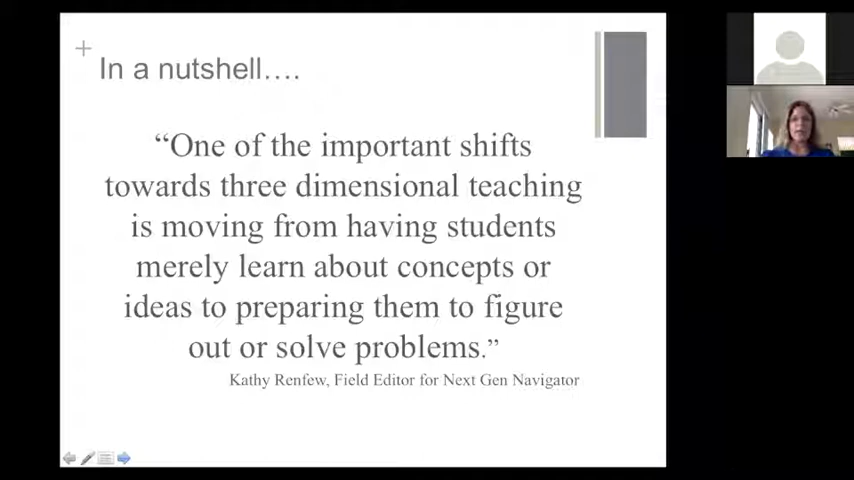 In a nutshell….
“One of the important shifts
towards three dimensional teaching
is moving from having students
merely learn about concepts or
ideas to preparing them to figure
out or solve problems.”
Kathy Renfew, Field Editor for Next Gen Navigator